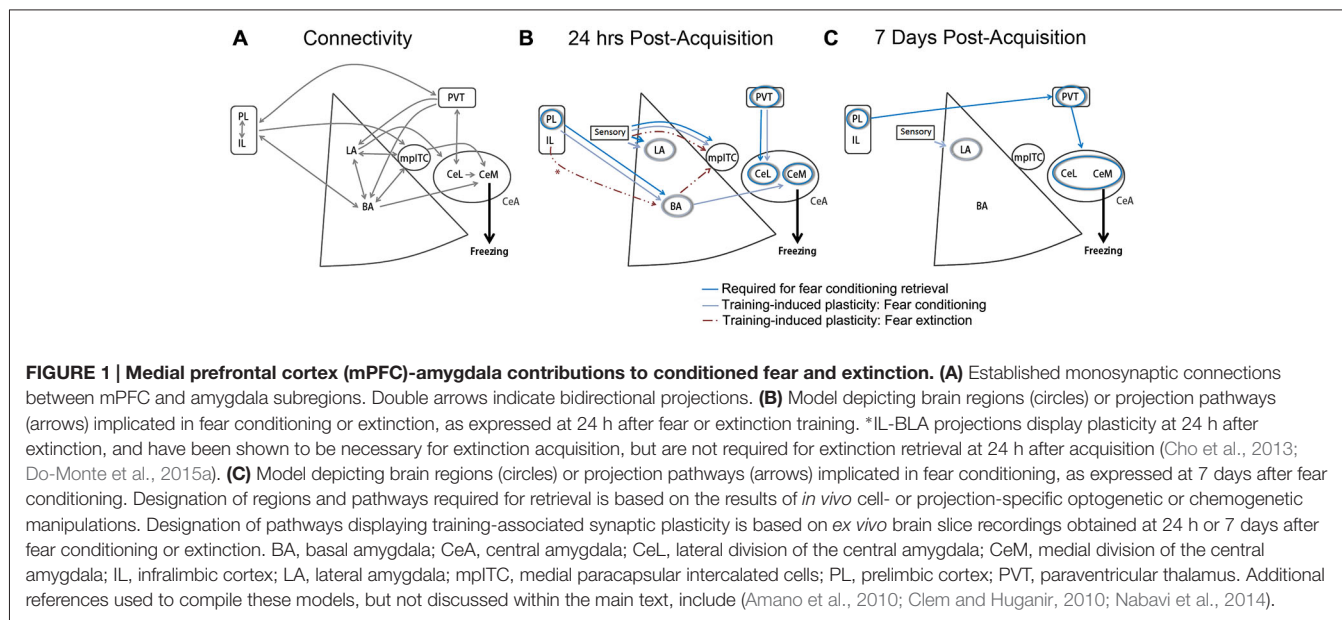 A Connectivity
PL
IL
PVT
LA
mpITC
CeL
CeM
CeA
BA
Freezing
B 24 hrs Post-Acquisition
PL
IL
Sensory
*
LA
mpITC
BA
PVT
CeL
CeM
CeA
Freezing
C 7 Days Post-Acquisition
PL
IL
Sensory
LA
mpITC
BA
PVT
CeL
CeM
CeA
Freezing
Required for fear conditioning retrieval
Training-induced plasticity: Fear conditioning
Training-induced plasticity: Fear extinction
FIGURE 1 | Medial prefrontal cortex (mPFC)-amygdala contributions to conditioned fear and extinction. (A) Established monosynaptic connections
between mPFC and amygdala subregions. Double arrows indicate bidirectional projections. (B) Model depicting brain regions (circles) or projection pathways
(arrows) implicated in fear conditioning or extinction, as expressed at 24 h after fear or extinction training. *IL-BLA projections display plasticity at 24 h after
extinction, and have been shown to be necessary for extinction acquisition, but are not required for extinction retrieval at 24 h after acquisition (Cho et al., 2013;
Do-Monte et al., 2015a). (C) Model depicting brain regions (circles) or projection pathways (arrows) implicated in fear conditioning, as expressed at 7 days after fear
conditioning. Designation of regions and pathways required for retrieval is based on the results of in vivo cell- or projection-specific optogenetic or chemogenetic
manipulations. Designation of pathways displaying training-associated synaptic plasticity is based on ex vivo brain slice recordings obtained at 24 h or 7 days after
fear conditioning or extinction. BA, basal amygdala; CeA, central amygdala; CeL, lateral division of the central amygdala; CeM, medial division of the central
amygdala; IL, infralimbic cortex; LA, lateral amygdala; mpITC, medial paracapsular intercalated cells; PL, prelimbic cortex; PVT, paraventricular thalamus. Additional
references used to compile these models, but not discussed within the main text, include (Amano et al., 2010; Clem and Huganir, 2010; Nabavi et al., 2014).